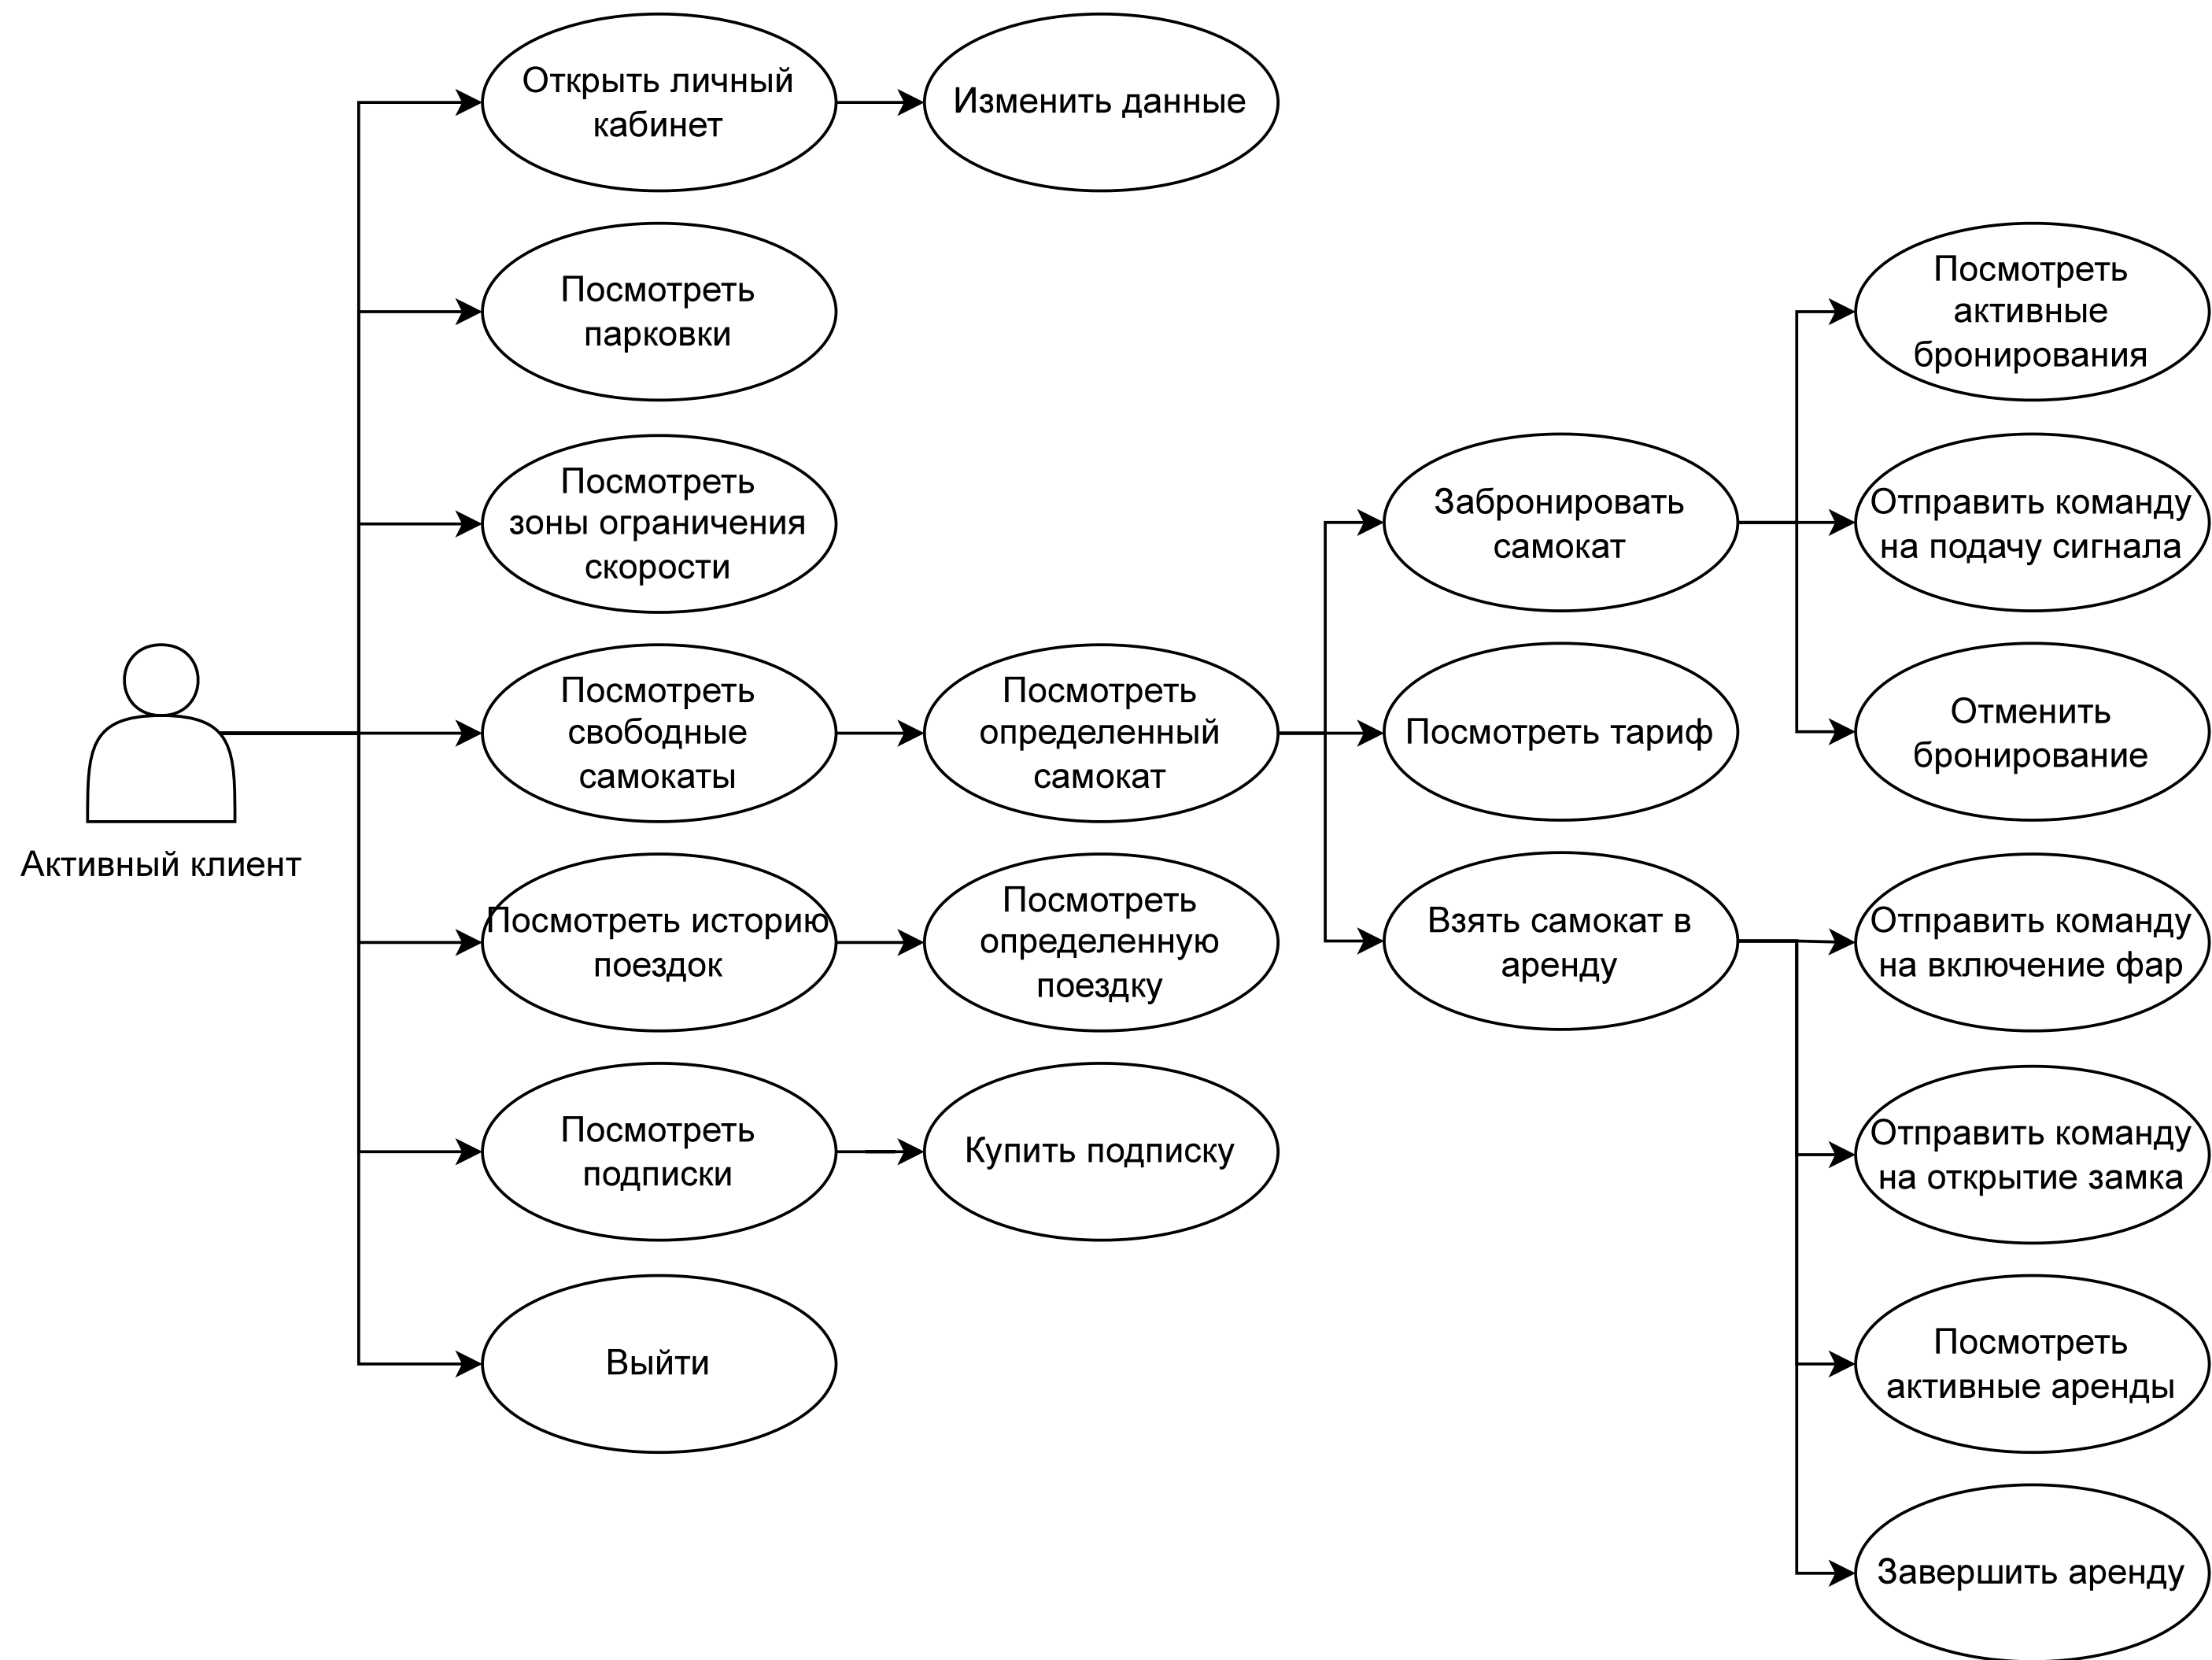 Открыть личный
кабинет
Изменить данные
Посмотреть
парковки
Посмотреть
активные
бронирования
Посмотреть
зоны ограничения
скорости
Забронировать
самокат
Отправить команду
на подачу сигнала
Активный клиент
Посмотреть
свободные
самокаты
Посмотреть
определенный
самокат
Посмотреть тариф
Отменить
бронирование
Посмотреть историю
поездок
Посмотреть
определенную
поездку
Взять самокат в
аренду
Отправить команду
на включение фар
Посмотреть
подписки
Купить подписку
Отправить команду
на открытие замка
Выйти
Посмотреть
активные аренды
Завершить аренду